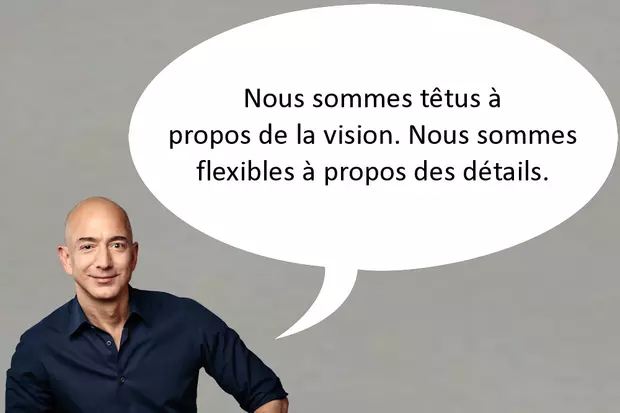 Nous sommes têtus à
propos de la vision. Nous sommes
flexibles à propos des détails.